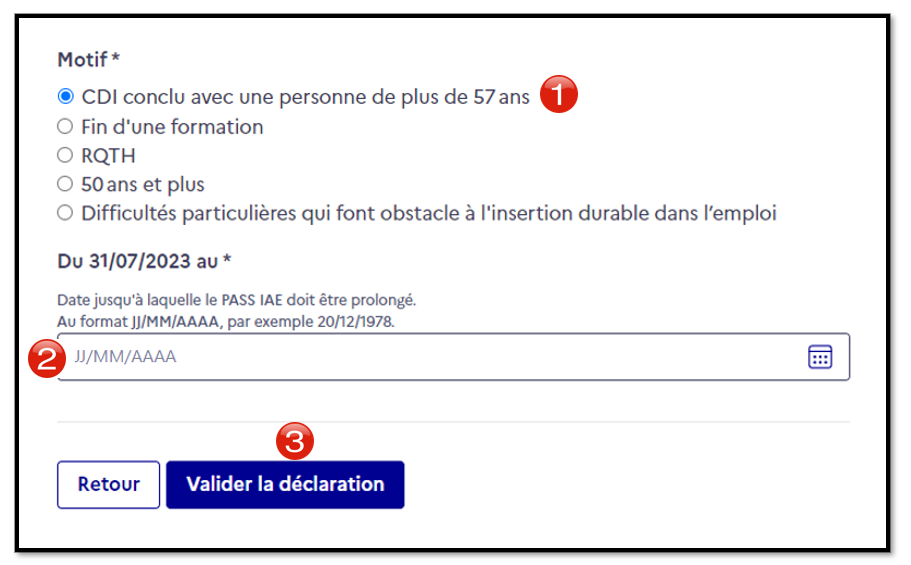 Motif *
CDI conclu avec une personne de plus de 57 ans 1
Fin d'une formation
RQTH
50 ans et plus
Difficultés particulières qui font obstacle à l'insertion durable dans l’emploi
Du 31/07/2023 au *
Date jusqu'à laquelle le PASS IAE doit être prolongé.
Au format JJ/MM/AAAA, par exemple 20/12/1978.
2 JJ/MM/AAAA
3
Retour Valider la déclaration